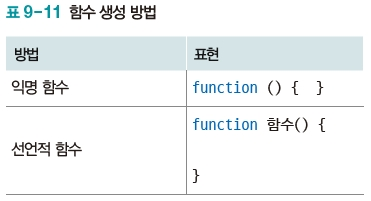 표 9-11 함수 생성 방법
방법 표현
익명 함수 function () { }
선언적 함수 function 함수() {
}